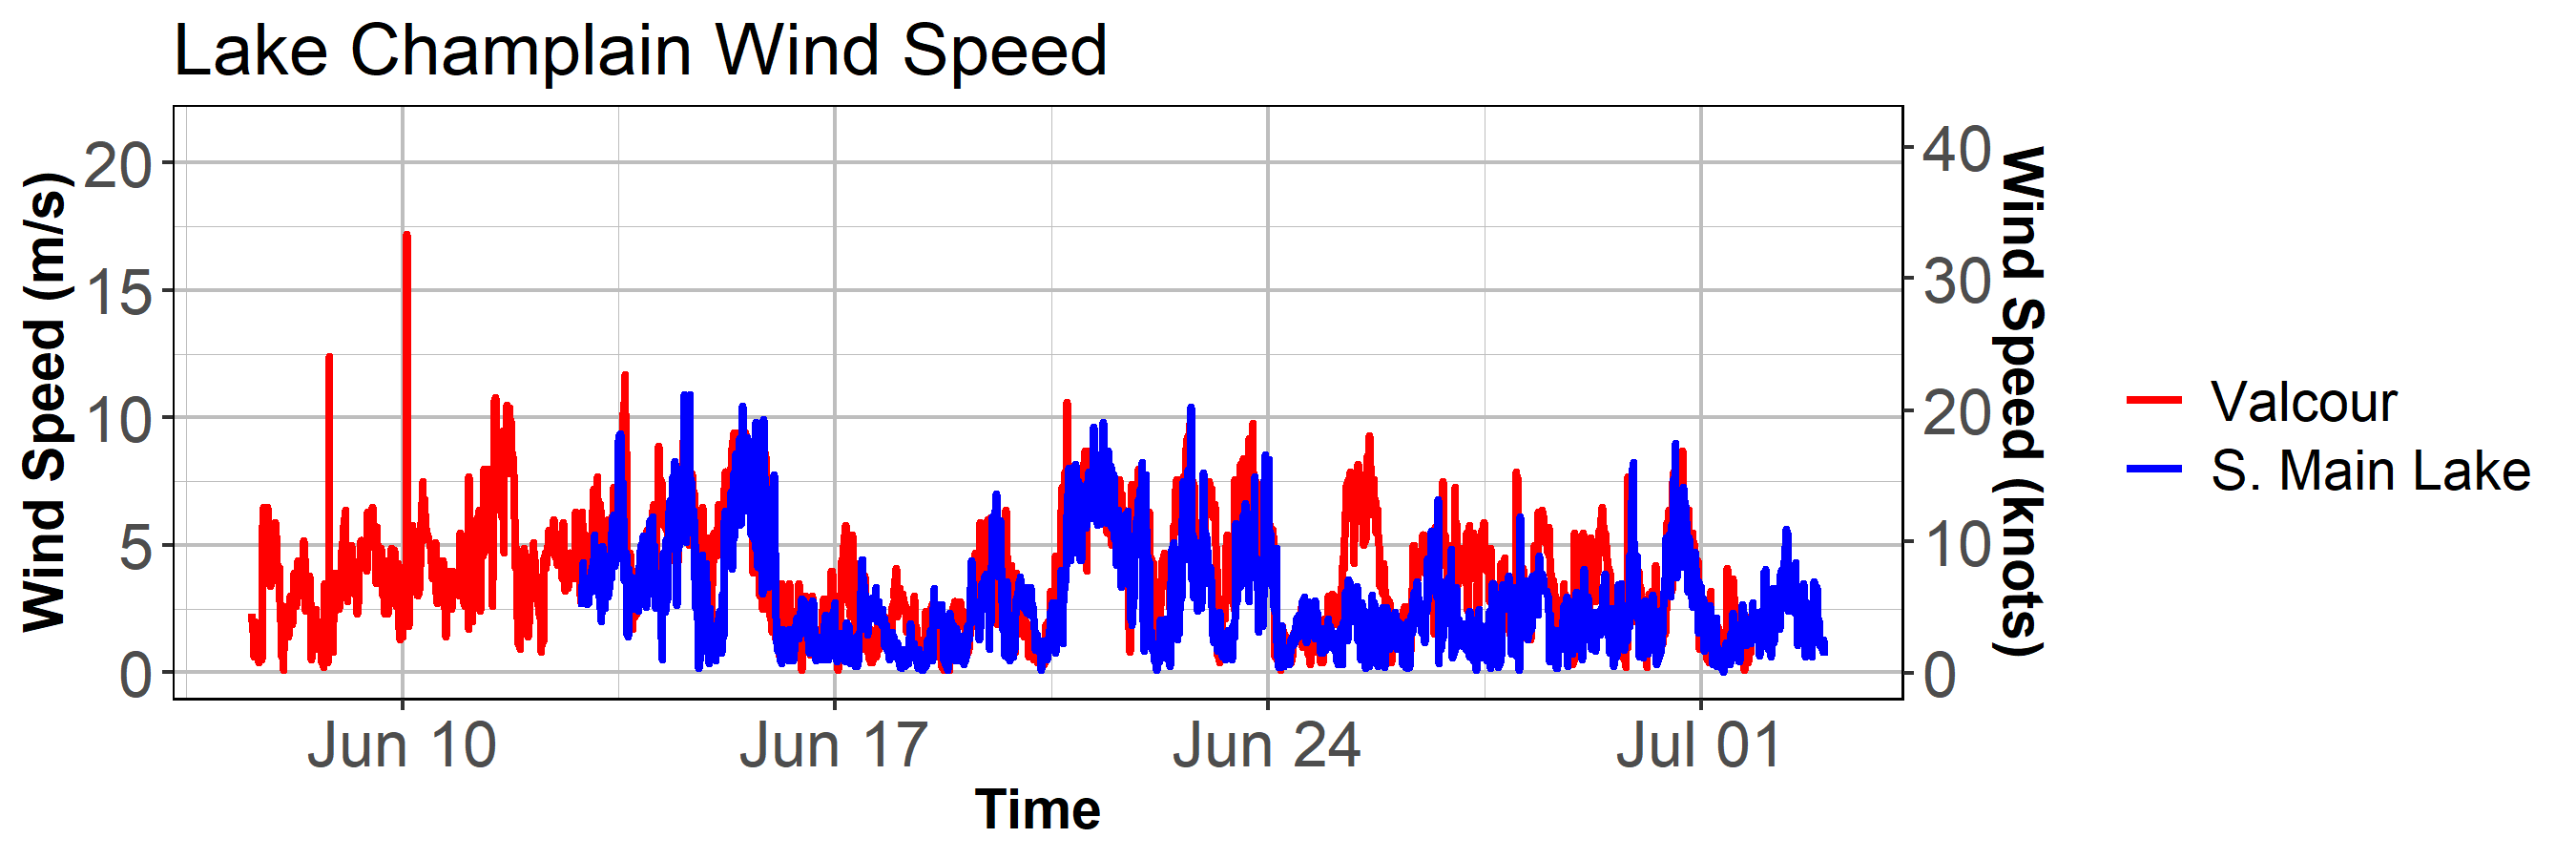 Lake Champlain Wind Speed
Wind Speed (m/s)
20
15
10
5
0
40
30
20
10
0
Wind Speed (knots)
Jun 10
Jun 17
Jun 24
Jul 01
Time
Valcour
S. Main Lake